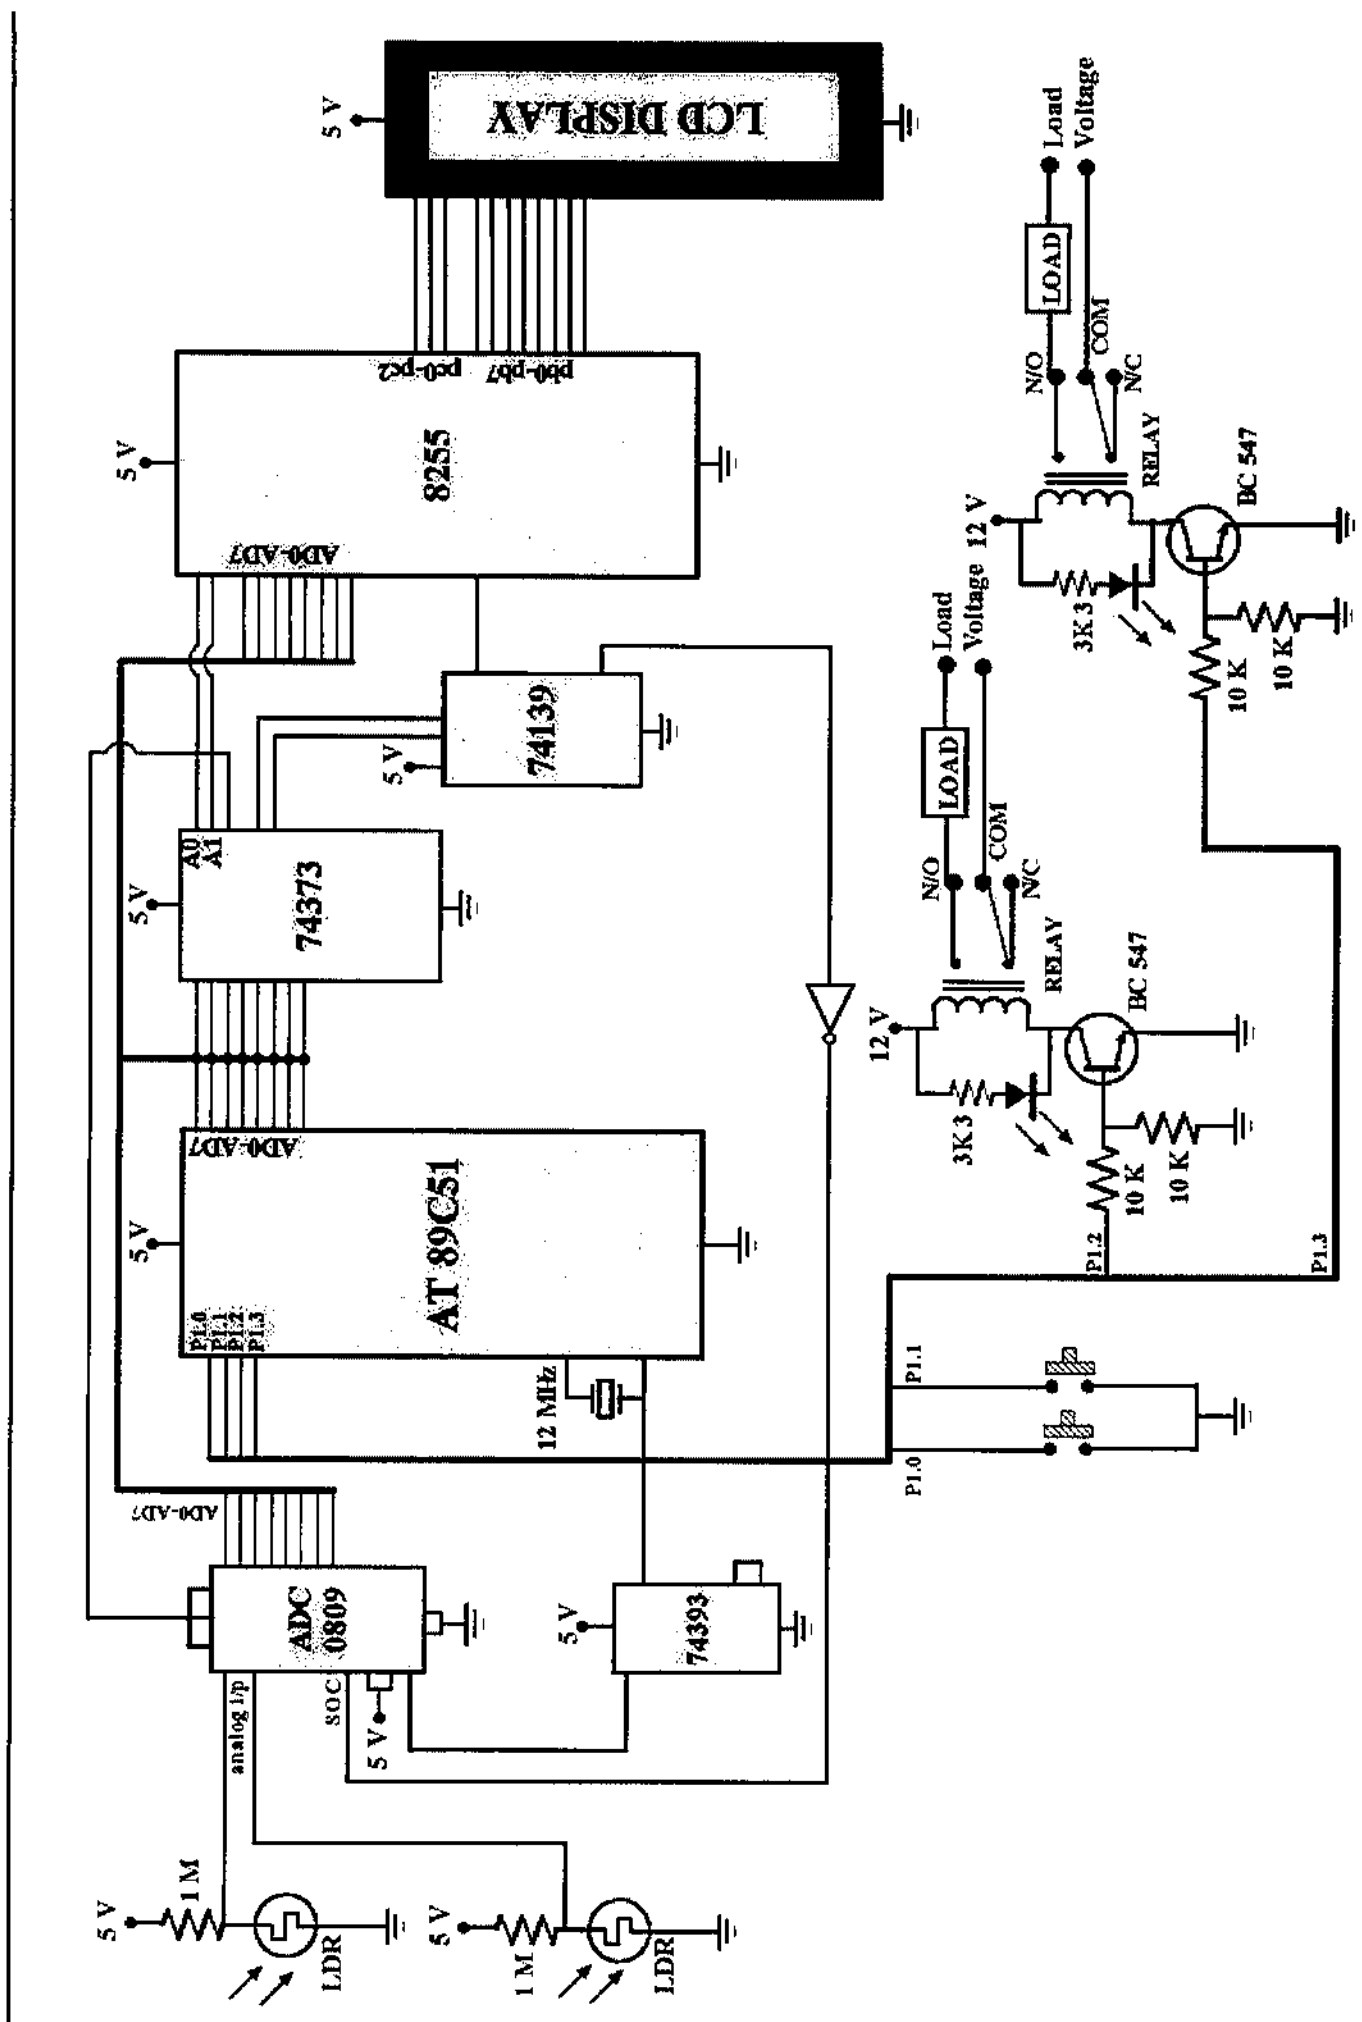 5 V
1 M
LDR
5 V
1 M
LDR
analog i/p
SOC
5 V
ADC
0809
AD0-AD7
5 V
74393
5 V
P1.0
P1.1
P1.2
P1.3
AT 89C51
12 MHz
AD0-AD7
5 V
74373
A0
A1
5 V
74139
5 V
AD0-AD7
8255
pc0-pc2
pb0-pb7
5 V
LCD DISPLAY
P1.0
P1.1
P1.2
P1.3
10 K
10 K
3K3
12 V
BC 547
RELAY
N/O
COM
N/C
LOAD
Load
Voltage
10 K
10 K
3K3
12 V
BC 547
RELAY
N/O
COM
N/C
LOAD
Load
Voltage